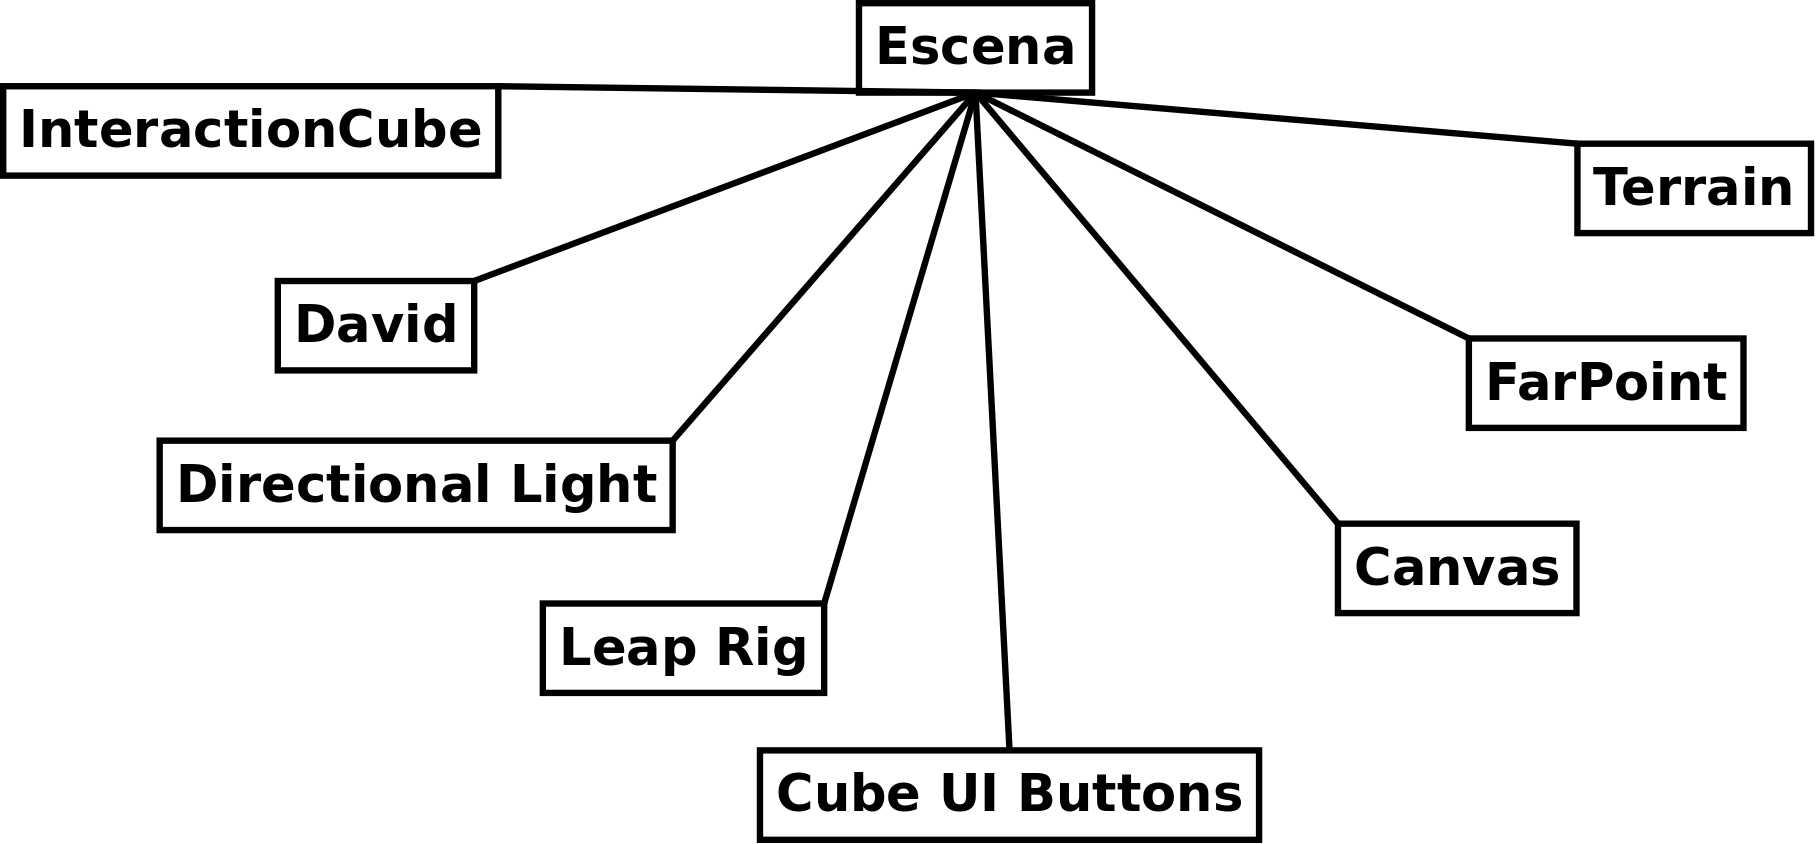 Escena
InteractionCube
Terrain
David
FarPoint
Directional Light
Canvas
Leap Rig
Cube UI Buttons